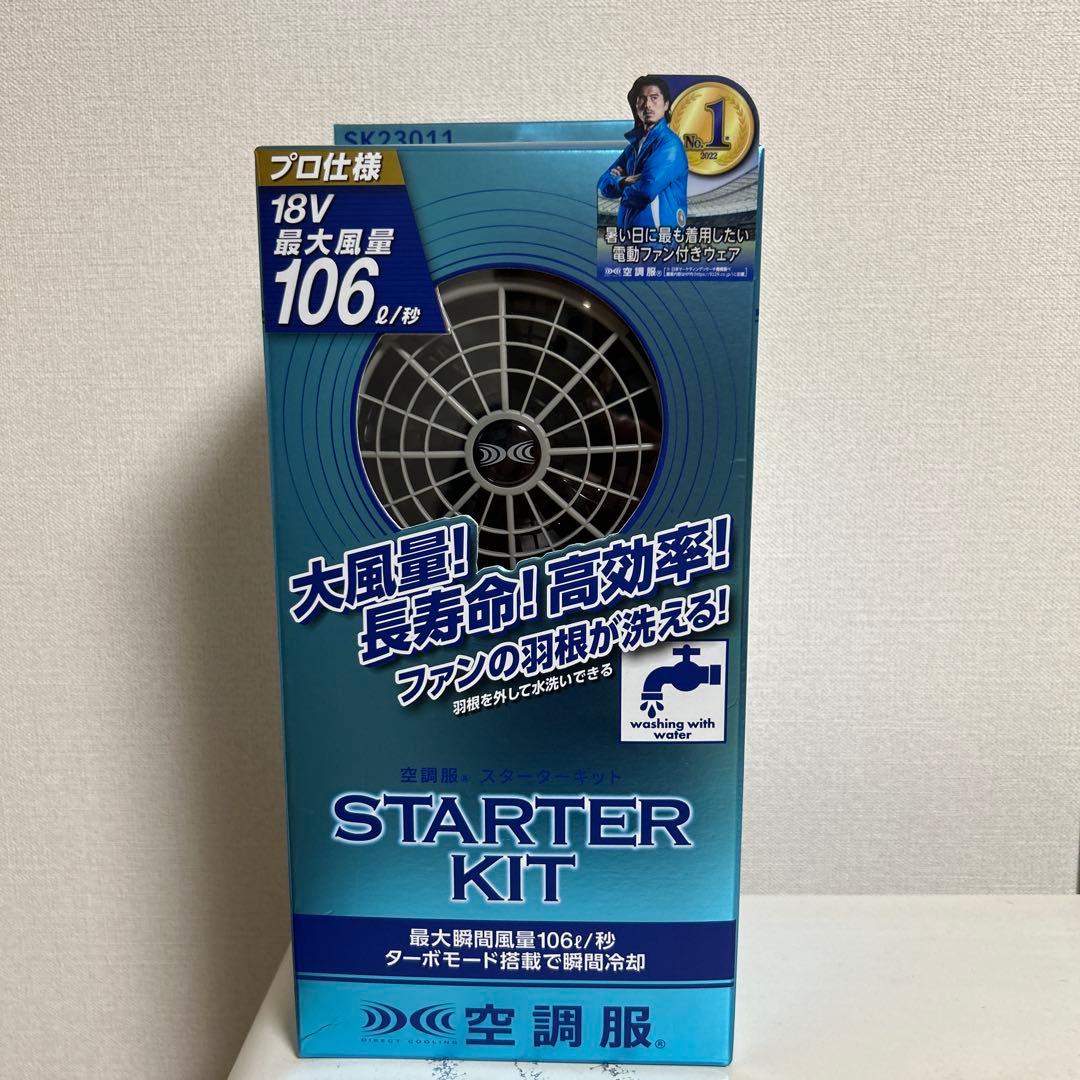 SK23011
プロ仕様
18V
最大風量
106ℓ/秒
No.1
2022
暑い日に最も着用したい
電動ファン付きウェア
空調服®
大風量!
長寿命!高効率!
ファンの羽根が洗える!
羽根を外して水洗いできる
washing with
water
空調服® スターターキット
STARTER
KIT
最大瞬間風量106ℓ/秒
ターボモード搭載で瞬間冷却
空調服®
DIRECT COOLING